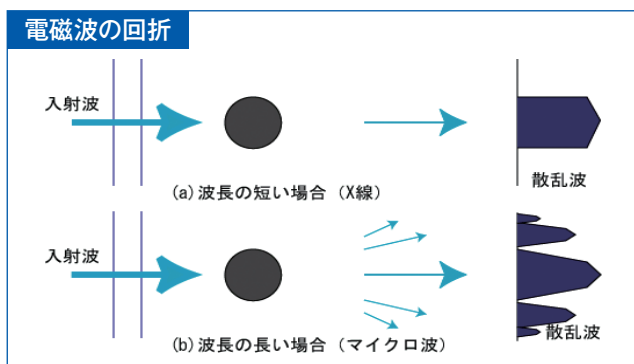 電磁波の回折
入射波
散乱波
(a)波長の短い場合（X線）
入射波
散乱波
(b)波長の長い場合（マイクロ波）